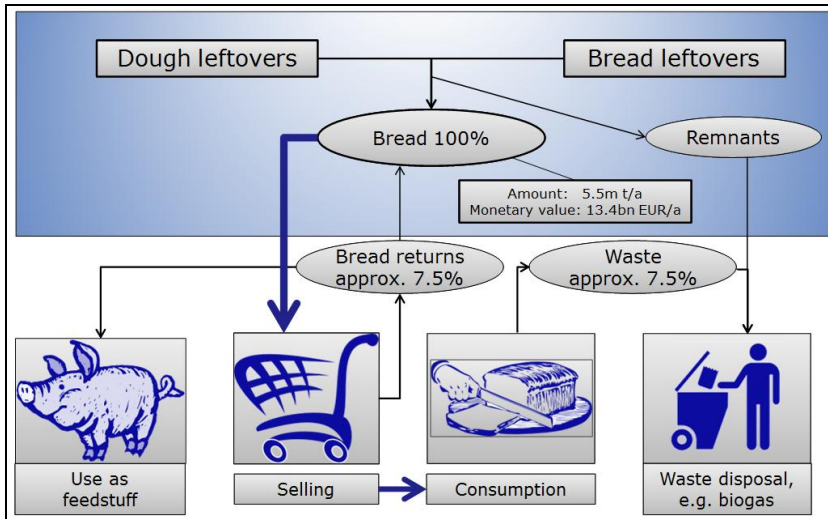 Dough leftovers
Bread leftovers
Bread 100%
Remnants
Amount: 5.5m t/a
Monetary value: 13.4bn EUR/a
Bread returns
approx. 7.5%
Waste
approx. 7.5%
Use as
feedstuff
Selling
Consumption
Waste disposal,
e.g. biogas